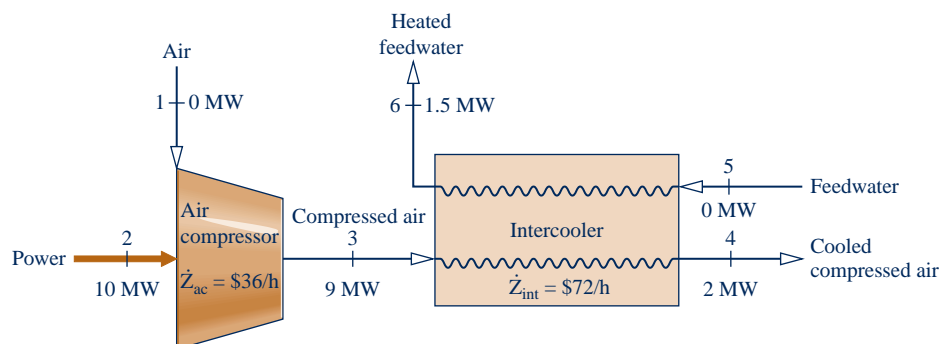 Heated
feedwater
Air
1 0 MW
6 1.5 MW
5
Feedwater
0 MW
Air
compressor
Compressed air
Intercooler
Power
2
3
4
Cooled
compressed air
10 MW
Ż_ac = $36/h
9 MW
Ż_int = $72/h
2 MW